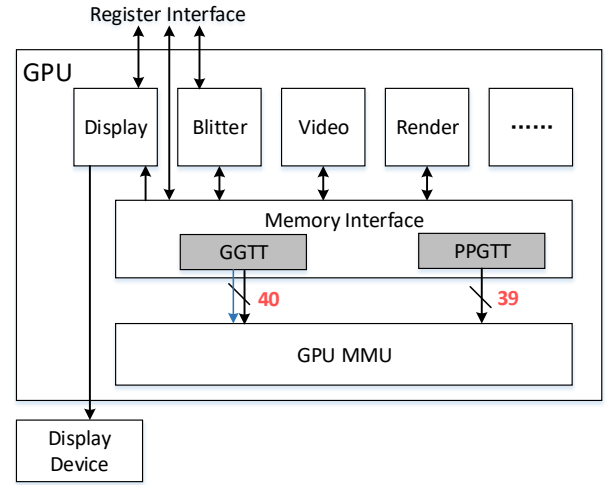 Register Interface
GPU
Display
Blitter
Video
Render
......
Memory Interface
GGTT
PPGTT
40
39
GPU MMU
Display
Device